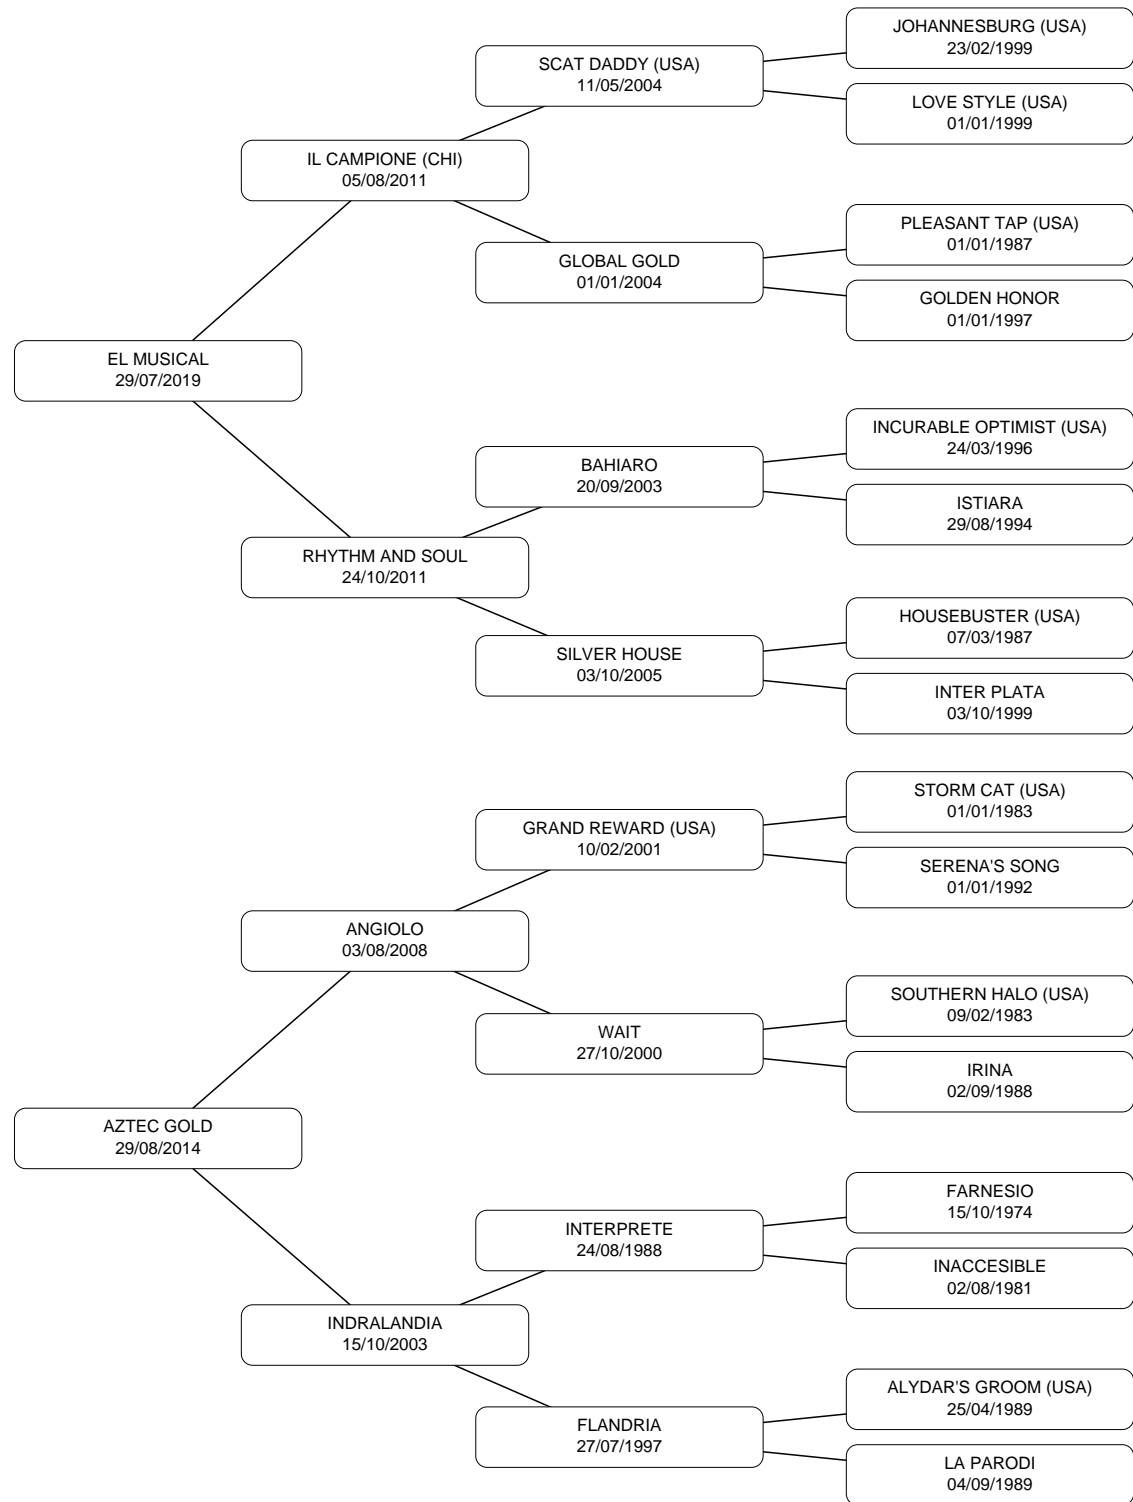 JOHANNESBURG (USA)
23/02/1999
SCAT DADDY (USA)
11/05/2004
LOVE STYLE (USA)
01/01/1999
IL CAMPIONE (CHI)
05/08/2011
PLEASANT TAP (USA)
01/01/1987
GLOBAL GOLD
01/01/2004
GOLDEN HONOR
01/01/1997
EL MUSICAL
29/07/2019
INCURABLE OPTIMIST (USA)
24/03/1996
BAHIARO
20/09/2003
ISTIARA
29/08/1994
RHYTHM AND SOUL
24/10/2011
HOUSEBUSTER (USA)
07/03/1987
SILVER HOUSE
03/10/2005
INTER PLATA
03/10/1999
STORM CAT (USA)
01/01/1983
GRAND REWARD (USA)
10/02/2001
SERENA'S SONG
01/01/1992
ANGIOLO
03/08/2008
SOUTHERN HALO (USA)
09/02/1983
WAIT
27/10/2000
IRINA
02/09/1988
AZTEC GOLD
29/08/2014
FARNESIO
15/10/1974
INTERPRETE
24/08/1988
INACCESIBLE
02/08/1981
INDRALANDIA
15/10/2003
ALYDAR'S GROOM (USA)
25/04/1989
FLANDRIA
27/07/1997
LA PARODI
04/09/1989